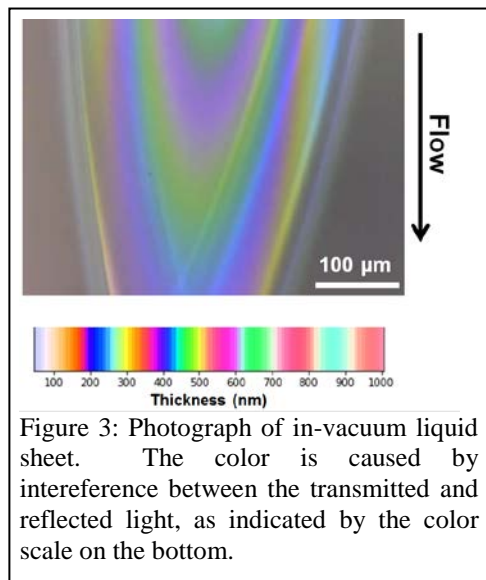 Flow
100 μm
100 200 300 400 500 600 700 800 900 1000
Thickness (nm)
Figure 3: Photograph of in-vacuum liquid
sheet. The color is caused by
intereference between the transmitted and
reflected light, as indicated by the color
scale on the bottom.